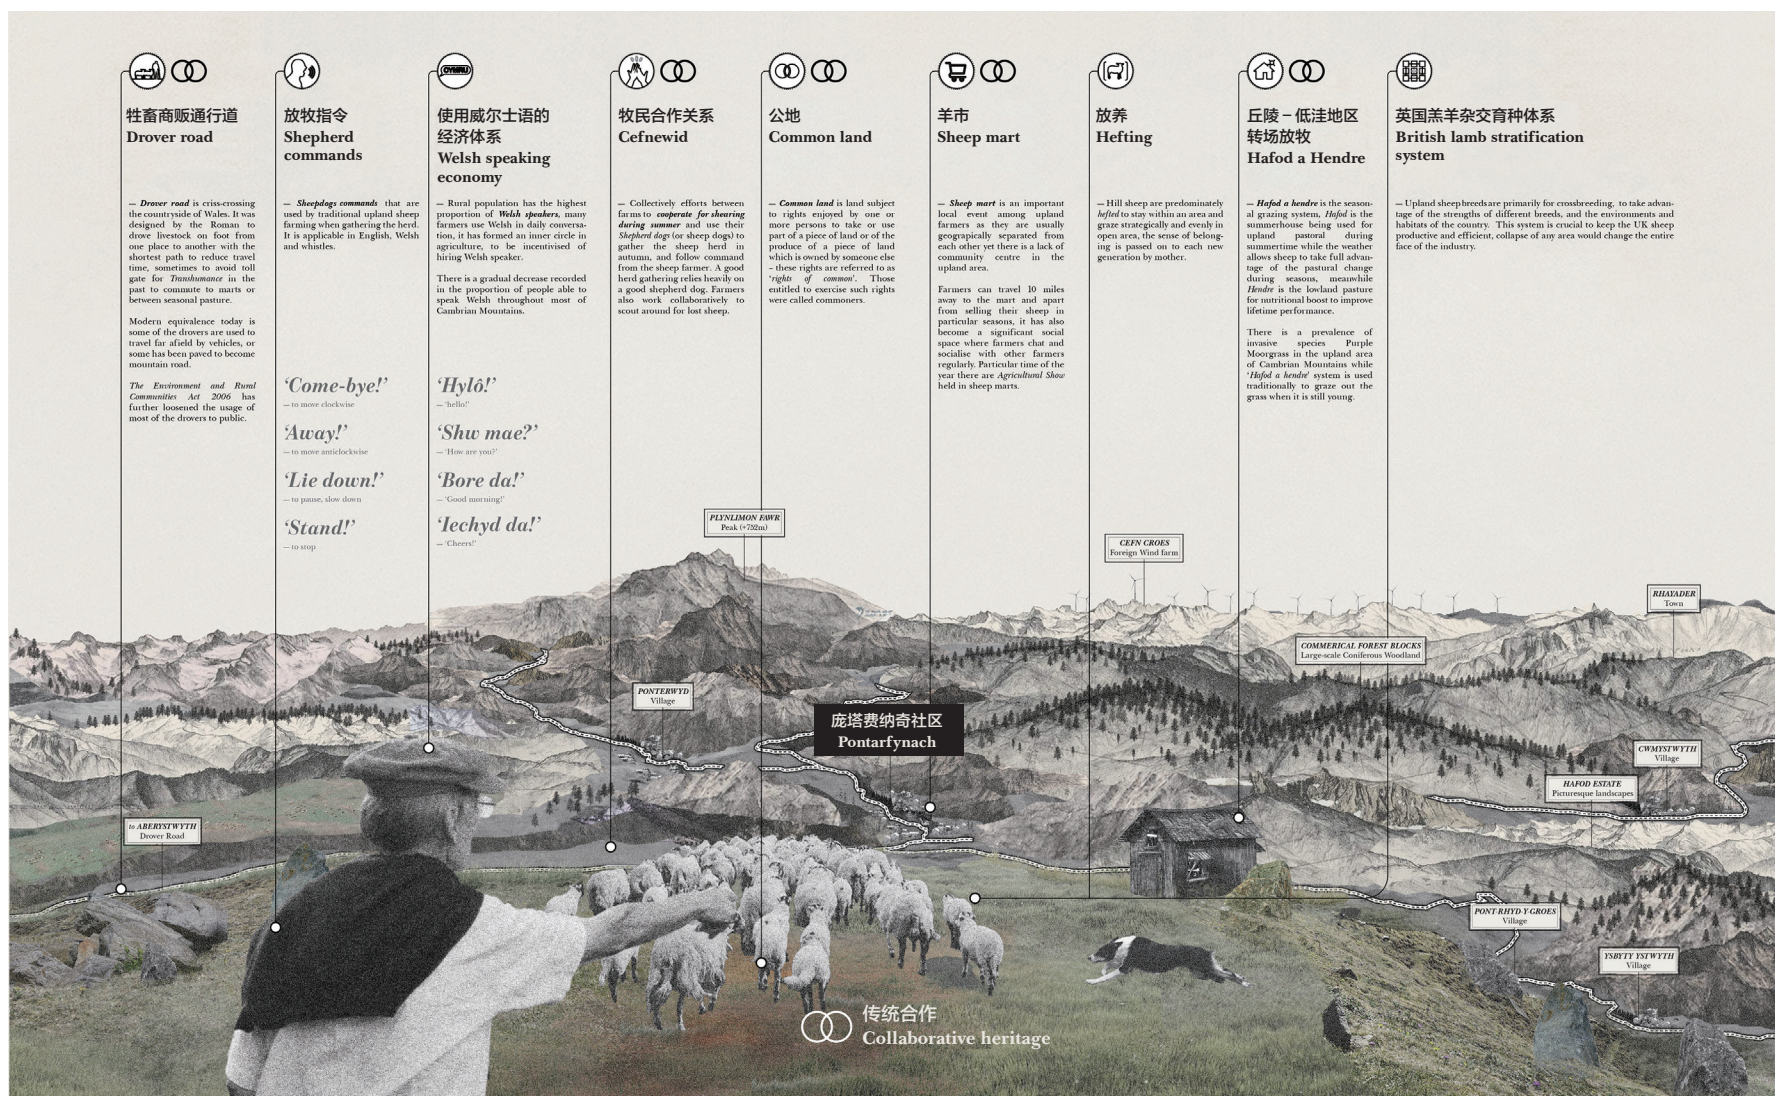 CYMRU
牲畜商贩通行道
Drover road
— Drover road is criss-crossing
the countryside of Wales. It was
designed by the Roman to
drove livestock on foot from
one place to another with the
shortest path to reduce travel
time, sometimes to avoid toll
gate for Transhumance in the
past to commute to marts or
between seasonal pasture.
Modern equivalence today is
some of the drovers are used to
travel far afield by vehicles, or
some has been paved to become
mountain road.
The Environment and Rural
Communities Act 2006 has
further loosened the usage of
most of the drovers to public.
放牧指令
Shepherd
commands
— Sheepdogs commands that are
used by traditional upland sheep
farming when gathering the herd.
It is applicable in English, Welsh
and whistles.
‘Come-bye!’
— to move clockwise
‘Away!’
— to move anticlockwise
‘Lie down!’
— to pause, slow down
‘Stand!’
— to stop
使用威尔士语的
经济体系
Welsh speaking
economy
— Rural population has the highest
proportion of Welsh speakers, many
farmers use Welsh in daily conversa-
tion, it has formed an inner circle in
agriculture, to be incentivised of
hiring Welsh speaker.
There is a gradual decrease recorded
in the proportion of people able to
speak Welsh throughout most of
Cambrian Mountains.
‘Hylô!’
— ‘hello!’
‘Shw mae?’
— ‘How are you?’
‘Bore da!’
— ‘Good morning!’
‘Iechyd da!’
— ‘Cheers!’
牧民合作关系
Cefnewid
— Collectively efforts between
farms to cooperate for shearing
during summer and use their
Shepherd dogs (or sheep dogs) to
gather the sheep herd in
autumn, and follow command
from the sheep farmer. A good
herd gathering relies heavily on
a good shepherd dog. Farmers
also work collaboratively to
scout around for lost sheep.
公地
Common land
— Common land is land subject
to rights enjoyed by one or
more persons to take or use
part of a piece of land or of the
produce of a piece of land
which is owned by someone else
– these rights are referred to as
‘rights of common’. Those
entitled to exercise such rights
were called commoners.
羊市
Sheep mart
— Sheep mart is an important
local event among upland
farmers as they are usually
geograpically separated from
each other yet there is a lack of
community centre in the
upland area.
Farmers can travel 10 miles
away to the mart and apart
from selling their sheep in
particular seasons, it has also
become a significant social
space where farmers chat and
socialise with other farmers
regularly. Particular time of the
year there are Agricultural Show
held in sheep marts.
放养
Hefting
— Hill sheep are predominately
hefted to stay within an area and
graze strategically and evenly in
open area, the sense of belong-
ing is passed on to each new
generation by mother.
丘陵 – 低洼地区
转场放牧
Hafod a Hendre
— Hafod a hendre is the season-
al grazing system, Hafod is the
summerhouse being used for
upland pastoral during
summertime while the weather
allows sheep to take full advan-
tage of the pastural change
during seasons, meanwhile
Hendre is the lowland pasture
for nutritional boost to improve
lifetime performance.
There is a prevalence of
invasive species Purple
Moorgrass in the upland area
of Cambrian Mountains while
‘Hafod a hendre’ system is used
traditionally to graze out the
grass when it is still young.
英国羔羊杂交育种体系
British lamb stratification
system
— Upland sheep breeds are primarily for crossbreeding, to take advan-
tage of the strengths of different breeds, and the environments and
habitats of the country. This system is crucial to keep the UK sheep
productive and efficient, collapse of any area would change the entire
face of the industry.
PLYNLIMON FAWR
Peak (+752m)
CEFN CROES
Foreign Wind farm
RHAYADER
Town
COMMERICAL FOREST BLOCKS
Large-scale Coniferous Woodland
PONTERWYD
Village
庞塔费纳奇社区
Pontarfynach
CWMYSTWYTH
Village
HAFOD ESTATE
Picturesque landscapes
to ABERYSTWYTH
Drover Road
PONT-RHYD-Y-GROES
Village
YSBYTY YSTWYTH
Village
传统合作
Collaborative heritage